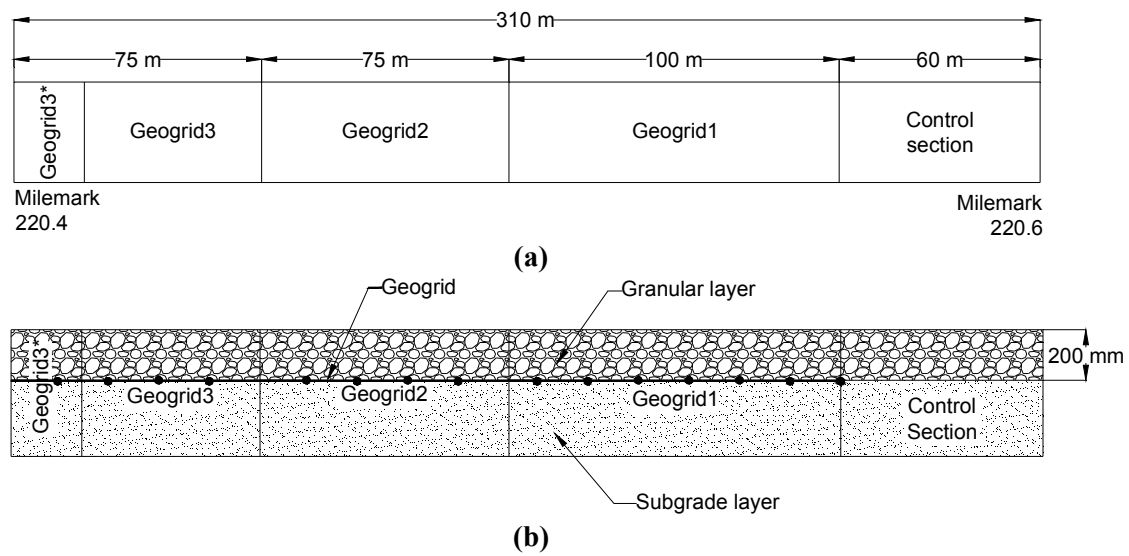 310 m
75 m
75 m
100 m
60 m
Geogrid3*
Geogrid3
Geogrid2
Geogrid1
Control
section
Milemark
220.4
Milemark
220.6
(a)
Geogrid
Granular layer
200 mm
Geogrid3*
Geogrid3
Geogrid2
Geogrid1
Control
Section
Subgrade layer
(b)